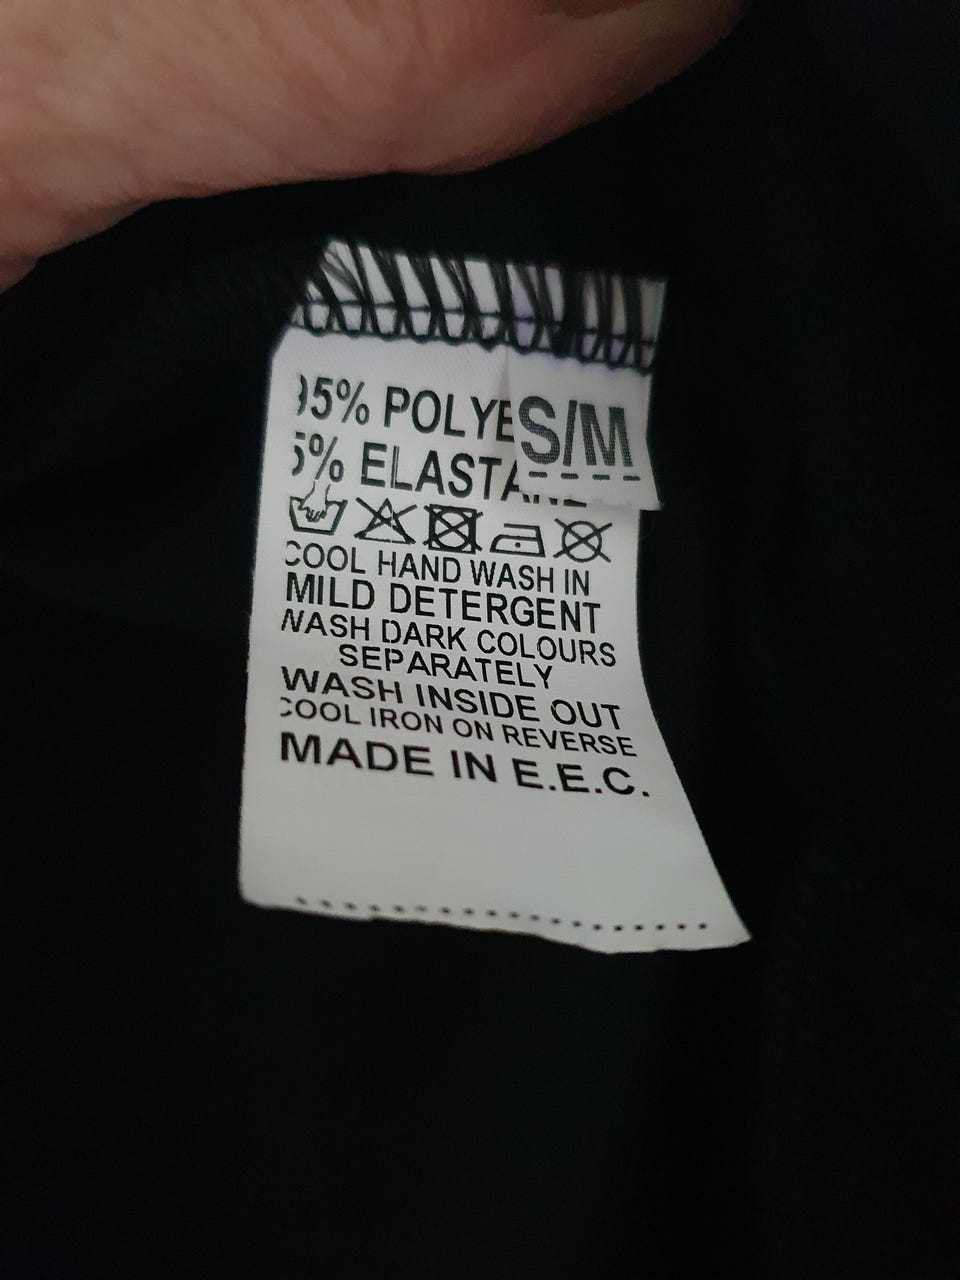 95% POLYE
S/M
5% ELASTANE
COOL HAND WASH IN
MILD DETERGENT
WASH DARK COLOURS
SEPARATELY
WASH INSIDE OUT
COOL IRON ON REVERSE
MADE IN E.E.C.